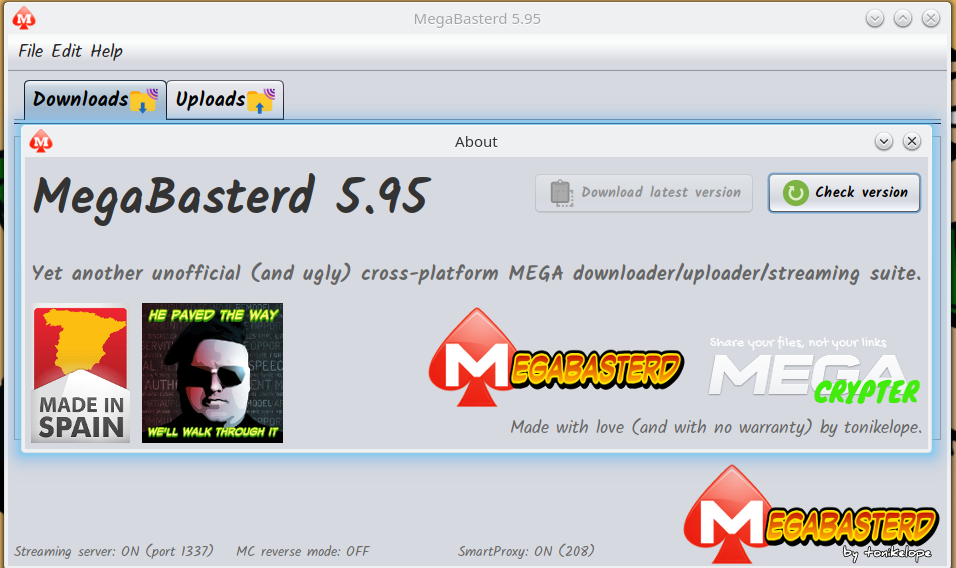 M
MegaBasterd 5.95
File Edit Help
Downloads
Uploads
M
About
MegaBasterd 5.95
Download latest version
Check version
Yet another unofficial (and ugly) cross-platform MEGA downloader/uploader/streaming suite.
MADE IN
SPAIN
HE PAVED THE WAY
WE'LL WALK THROUGH IT
MEGABASTERD
Share your files, not your links
MEGA
CRYPTER
Made with love (and with no warranty) by tonikelope.
MEGABASTERD
by tonikelope
Streaming server: ON (port 1337)
MC reverse mode: OFF
SmartProxy: ON (208)